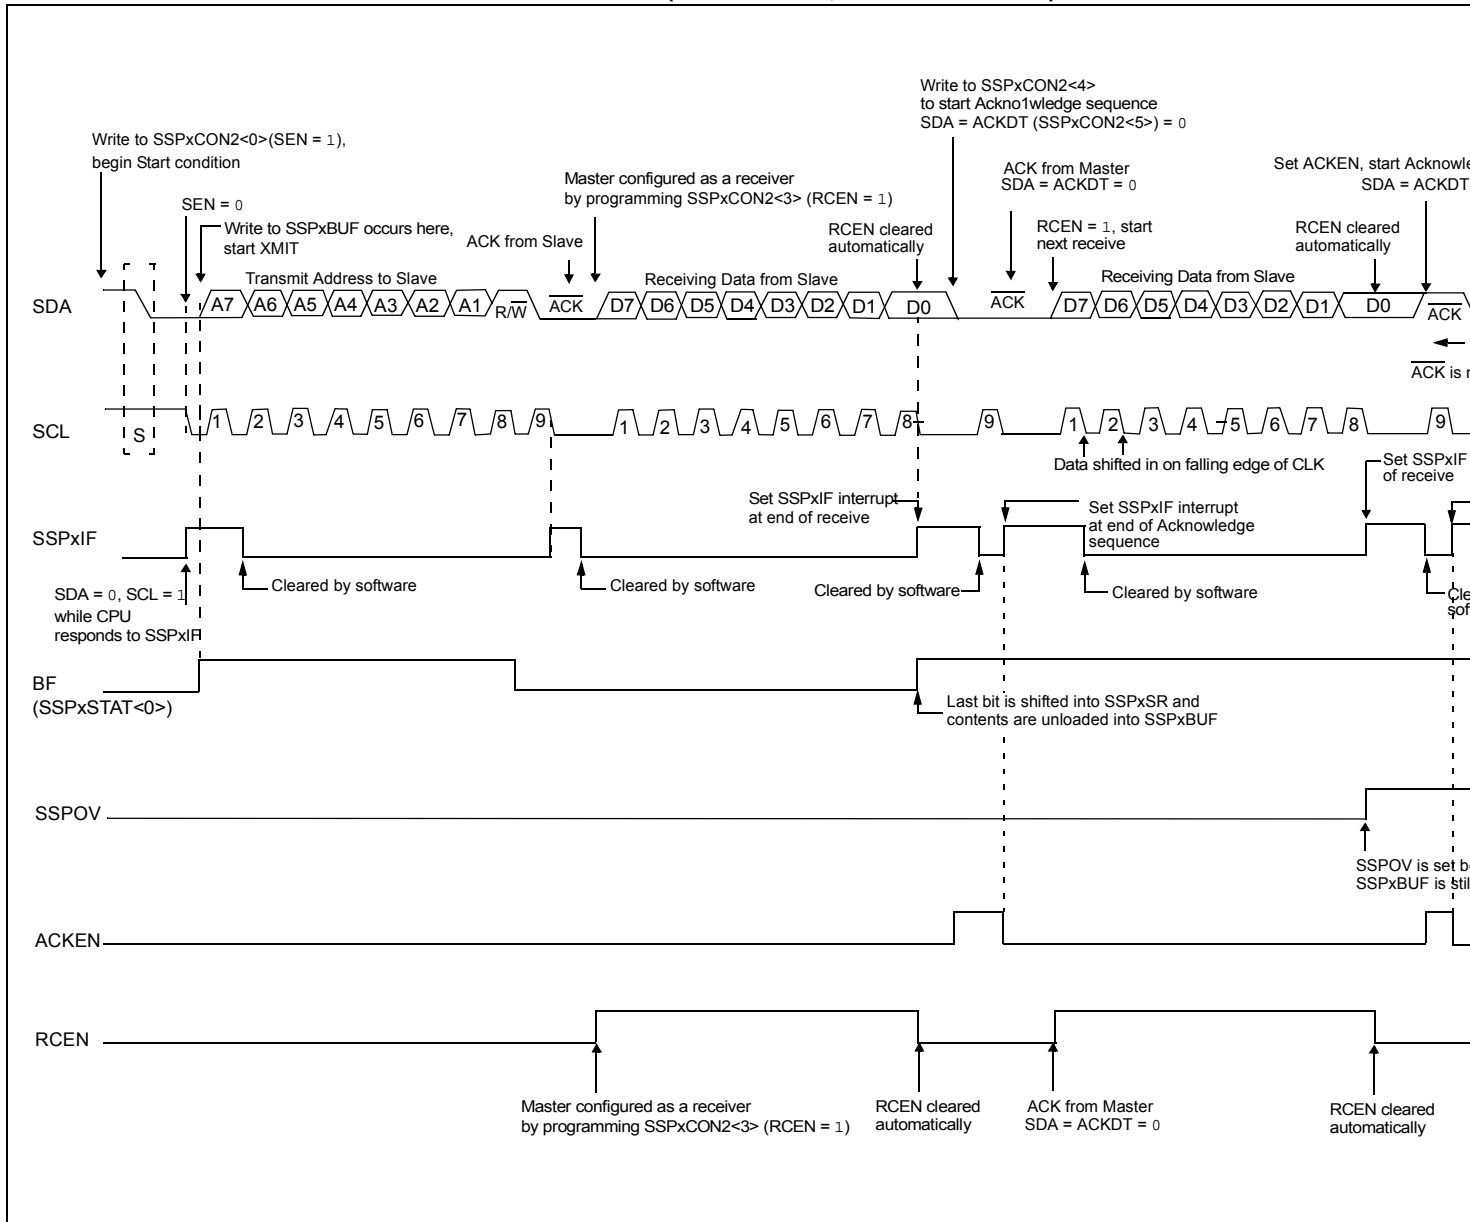 Write to SSPxCON2<4>
to start Ackno1wledge sequence
SDA = ACKDT (SSPxCON2<5>) = 0
Write to SSPxCON2<0>(SEN = 1),
begin Start condition
ACK from Master
SDA = ACKDT = 0
Set ACKEN, start Acknowle
SDA = ACKDT
Master configured as a receiver
by programming SSPxCON2<3> (RCEN = 1)
SEN = 0
Write to SSPxBUF occurs here,
start XMIT
ACK from Slave
RCEN cleared
automatically
RCEN = 1, start
next receive
RCEN cleared
automatically
Transmit Address to Slave
Receiving Data from Slave
Receiving Data from Slave
SDA A7 A6 A5 A4 A3 A2 A1 R/W ACK D7 D6 D5 D4 D3 D2 D1 D0 ACK D7 D6 D5 D4 D3 D2 D1 D0 ACK
ACK is
SCL S 1 2 3 4 5 6 7 8 9 1 2 3 4 5 6 7 8 9 1 2 3 4 5 6 7 8 9
Data shifted in on falling edge of CLK
Set SSPxIF
of receive
Set SSPxIF interrupt
at end of receive
Set SSPxIF interrupt
at end of Acknowledge
sequence
SSPxIF
SDA = 0, SCL = 1
while CPU
responds to SSPxIF
Cleared by software
Cleared by software
Cleared by software
Cleared by software
Cle
sof
BF
(SSPxSTAT<0>)
Last bit is shifted into SSPxSR and
contents are unloaded into SSPxBUF
SSPOV
SSPOV is set b
SSPxBUF is stil
ACKEN
RCEN
Master configured as a receiver
by programming SSPxCON2<3> (RCEN = 1)
RCEN cleared
automatically
ACK from Master
SDA = ACKDT = 0
RCEN cleared
automatically